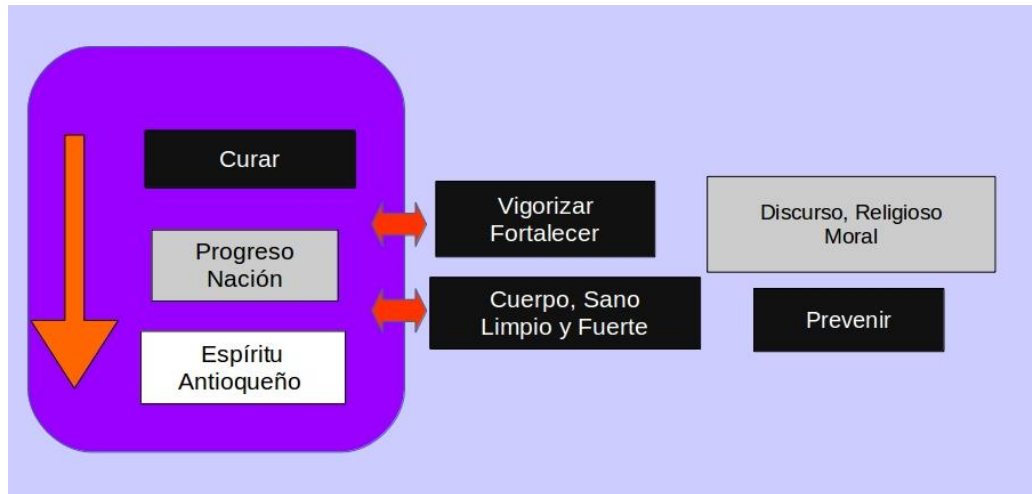 Curar
Progreso
Nación
Espíritu
Antioqueño
Vigorizar
Fortalecer
Cuerpo, Sano
Limpio y Fuerte
Discurso, Religioso
Moral
Prevenir